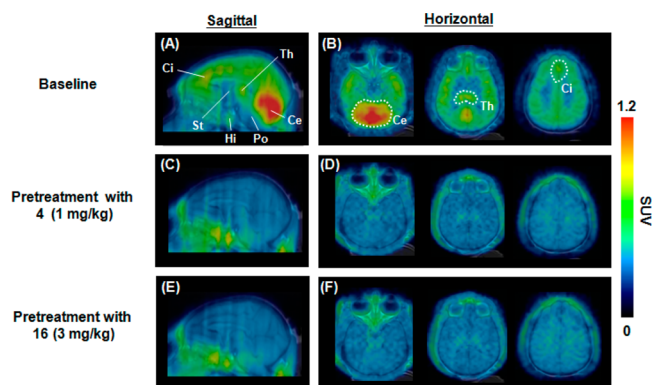 Sagittal
Horizontal
Baseline
(A)
Ci
Th
St
Hi
Po
Ce
(B)
Ce
Th
Ci
1.2
SUV
0
Pretreatment with
4 (1 mg/kg)
(C)
(D)
Pretreatment with
16 (3 mg/kg)
(E)
(F)